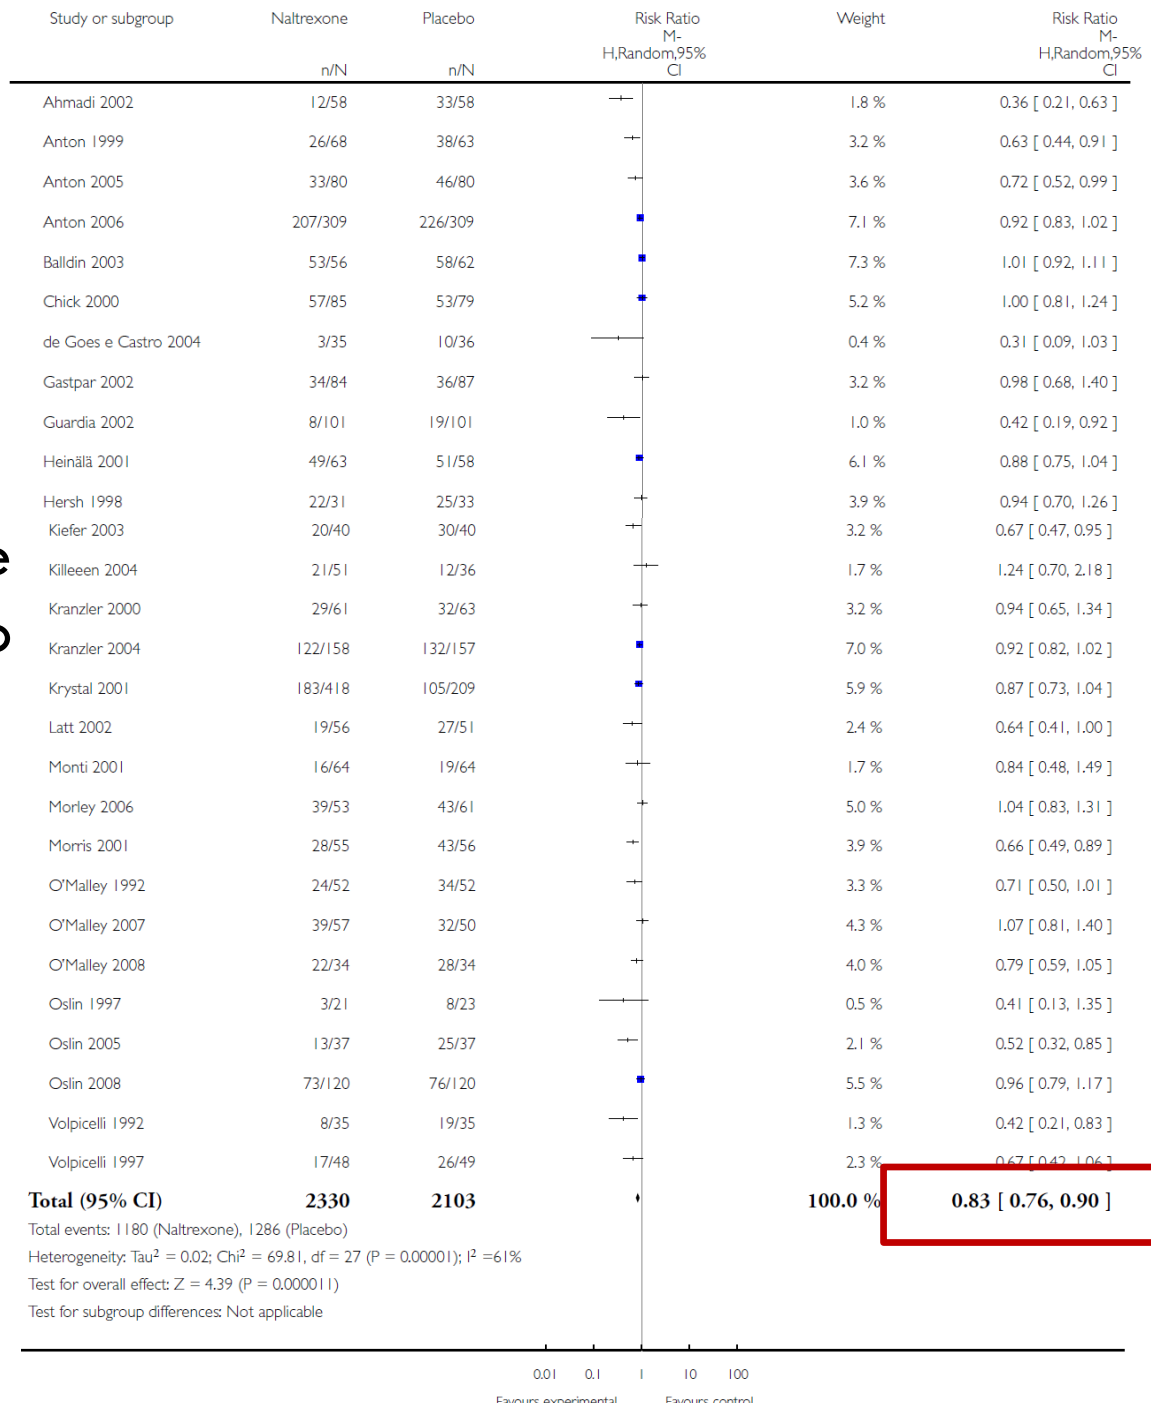 Study or subgroup Naltrexone Placebo Risk Ratio Weight Risk Ratio
M- M-
H,Random,95% H,Random,95%
n/N n/N CI CI
Ahmadi 2002 12/58 33/58 1.8 % 0.36 [ 0.21, 0.63 ]
Anton 1999 26/68 38/63 3.2 % 0.63 [ 0.44, 0.91 ]
Anton 2005 33/80 46/80 3.6 % 0.72 [ 0.52, 0.99 ]
Anton 2006 207/309 226/309 7.1 % 0.92 [ 0.83, 1.02 ]
Balldin 2003 53/56 58/62 7.3 % 1.01 [ 0.92, 1.11 ]
Chick 2000 57/85 53/79 5.2 % 1.00 [ 0.81, 1.24 ]
de Goes e Castro 2004 3/35 10/36 0.4 % 0.31 [ 0.09, 1.03 ]
Gastpar 2002 34/84 36/87 3.2 % 0.98 [ 0.68, 1.40 ]
Guardia 2002 8/101 19/101 1.0 % 0.42 [ 0.19, 0.92 ]
Heinälä 2001 49/63 51/58 6.1 % 0.88 [ 0.75, 1.04 ]
Hersh 1998 22/31 25/33 3.9 % 0.94 [ 0.70, 1.26 ]
Kiefer 2003 20/40 30/40 3.2 % 0.67 [ 0.47, 0.95 ]
Killeeen 2004 21/51 12/36 1.7 % 1.24 [ 0.70, 2.18 ]
Kranzler 2000 29/61 32/63 3.2 % 0.94 [ 0.65, 1.34 ]
Kranzler 2004 122/158 132/157 7.0 % 0.92 [ 0.82, 1.02 ]
Krystal 2001 183/418 105/209 5.9 % 0.87 [ 0.73, 1.04 ]
Latt 2002 19/56 27/51 2.4 % 0.64 [ 0.41, 1.00 ]
Monti 2001 16/64 19/64 1.7 % 0.84 [ 0.48, 1.49 ]
Morley 2006 39/53 43/61 5.0 % 1.04 [ 0.83, 1.31 ]
Morris 2001 28/55 43/56 3.9 % 0.66 [ 0.49, 0.89 ]
O'Malley 1992 24/52 34/52 3.3 % 0.71 [ 0.50, 1.01 ]
O'Malley 2007 39/57 32/50 4.3 % 1.07 [ 0.81, 1.40 ]
O'Malley 2008 22/34 28/34 4.0 % 0.79 [ 0.59, 1.05 ]
Oslin 1997 3/21 8/23 0.5 % 0.41 [ 0.13, 1.35 ]
Oslin 2005 13/37 25/37 2.1 % 0.52 [ 0.32, 0.85 ]
Oslin 2008 73/120 76/120 5.5 % 0.96 [ 0.79, 1.17 ]
Volpicelli 1992 8/35 19/35 1.3 % 0.42 [ 0.21, 0.83 ]
Volpicelli 1997 17/48 26/49 2.3 % 0.67 [ 0.42, 1.06 ]
Total (95% CI) 2330 2103 100.0 % 0.83 [ 0.76, 0.90 ]
Total events: 1180 (Naltrexone), 1286 (Placebo)
Heterogeneity: Tau² = 0.02; Chi² = 69.81, df = 27 (P = 0.00001); I² =61%
Test for overall effect: Z = 4.39 (P = 0.000011)
Test for subgroup differences: Not applicable
0.01 0.1 1 10 100
Favours experimental Favours control